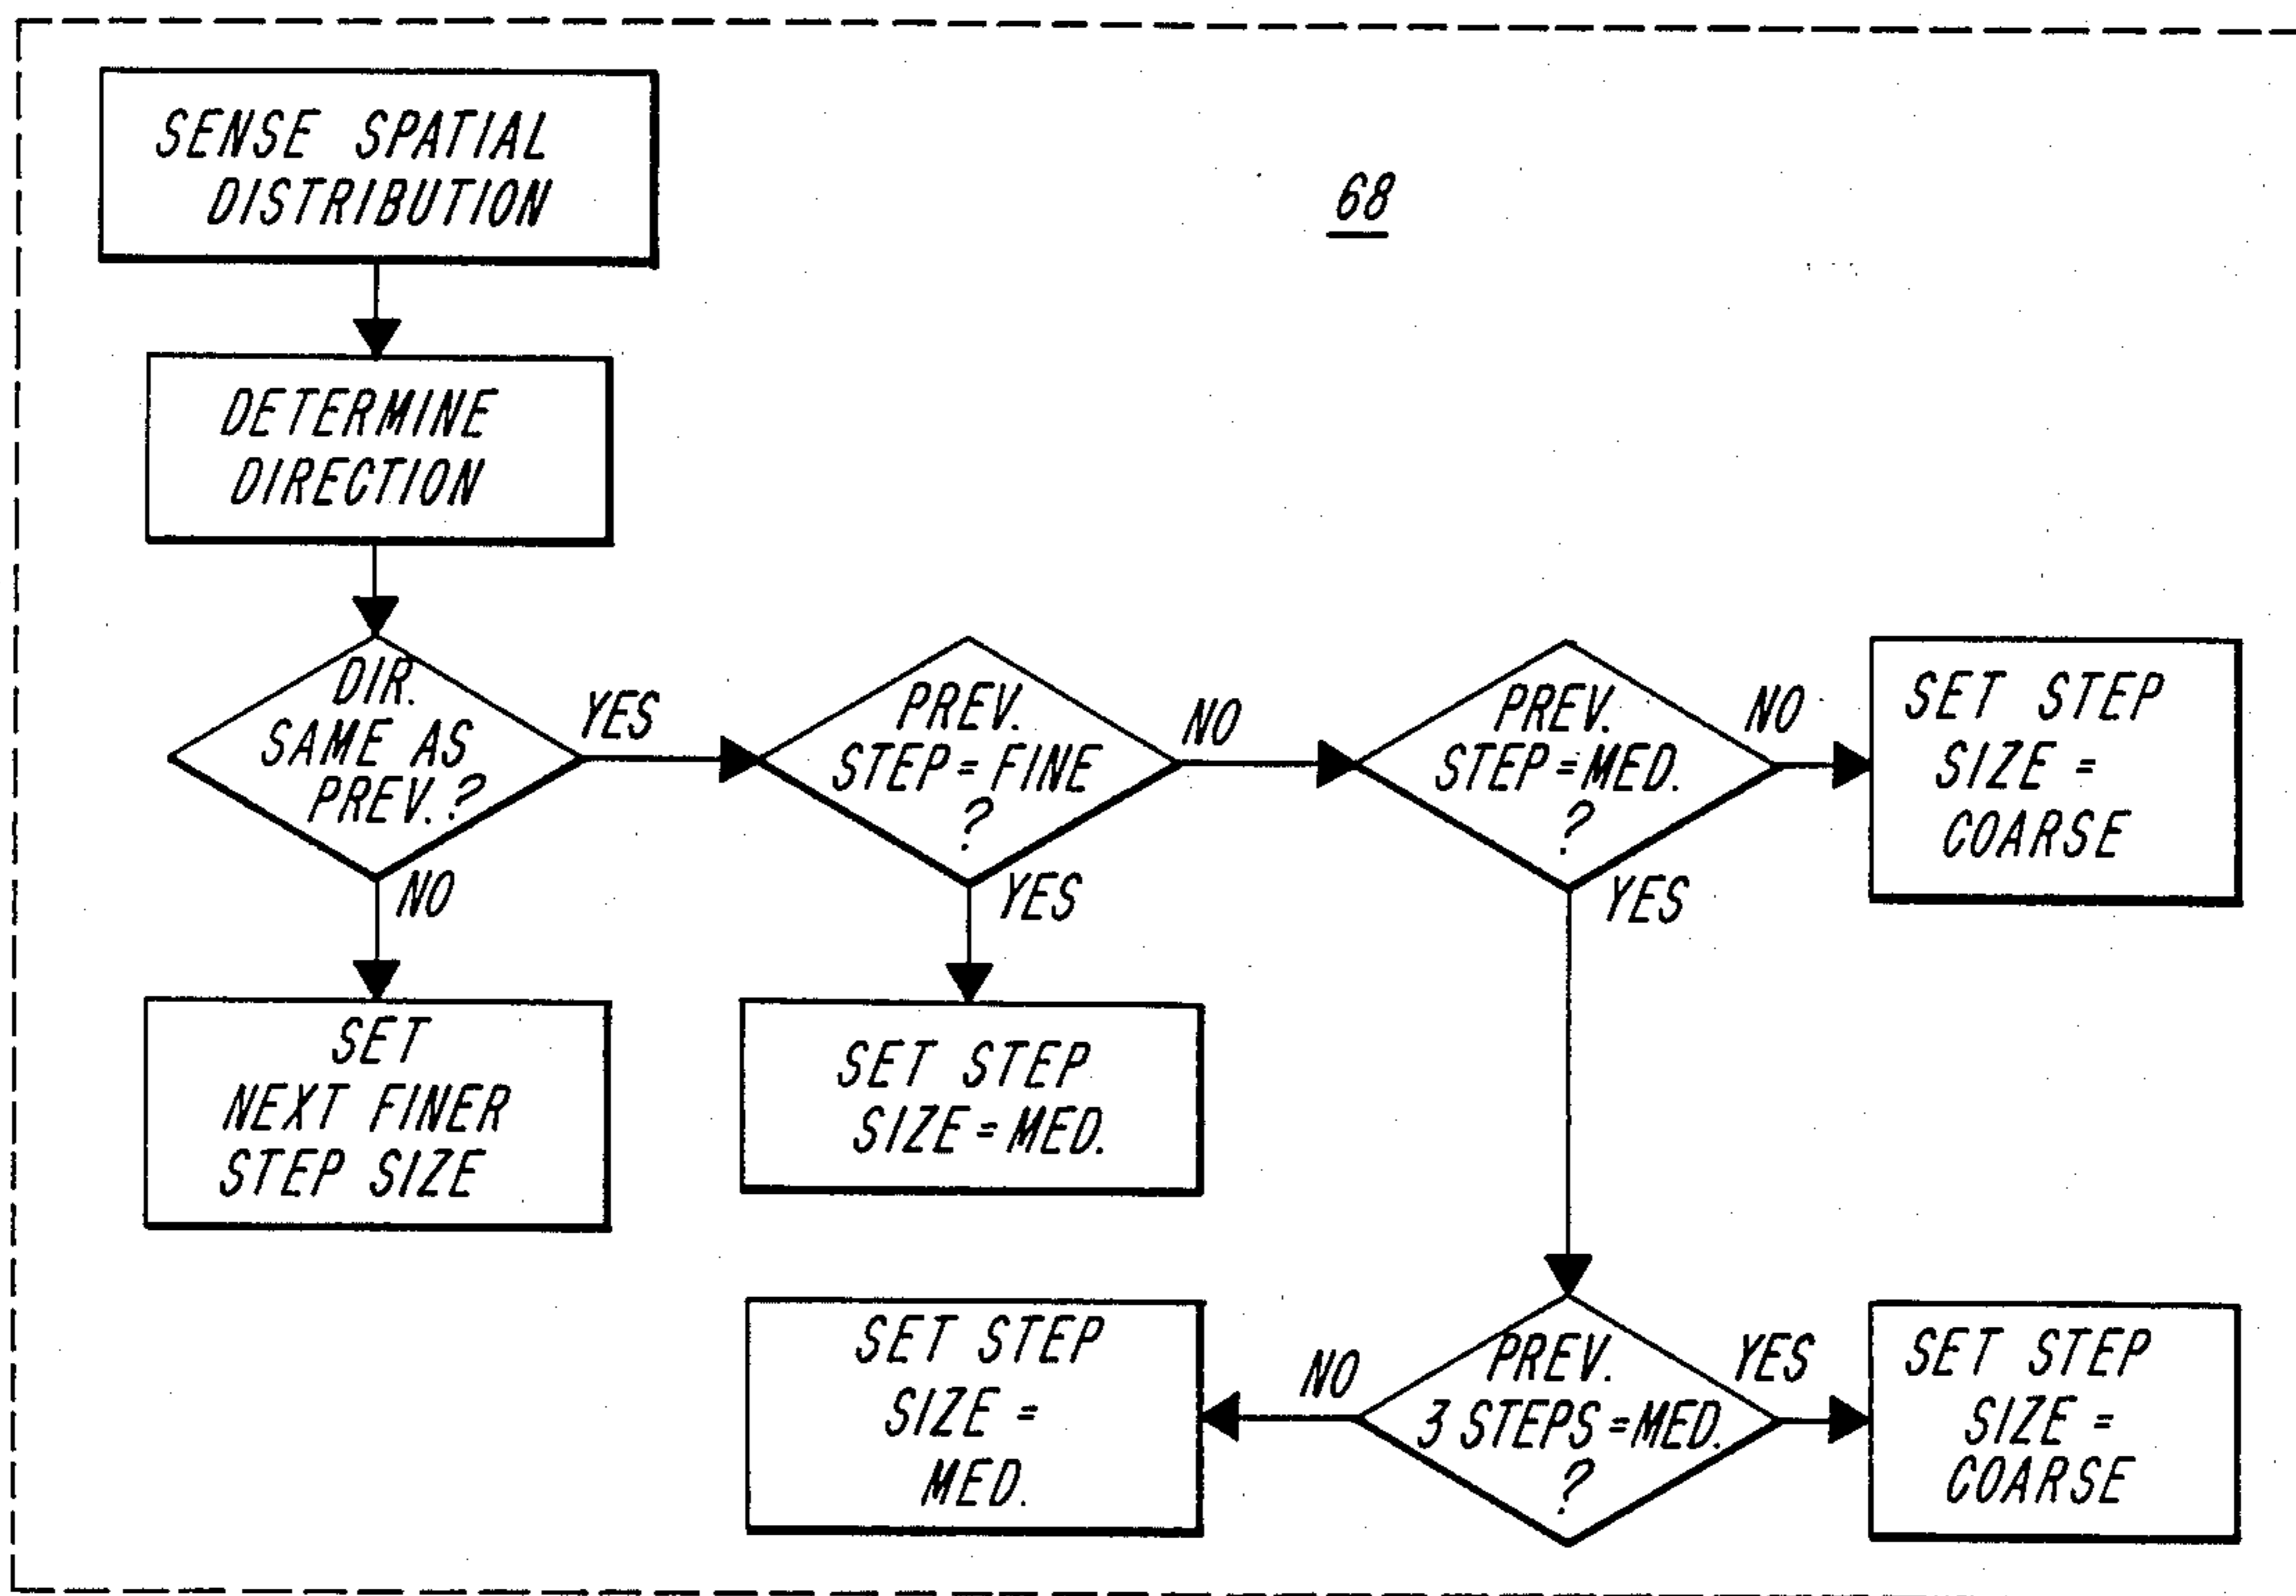 SENSE SPATIAL
DISTRIBUTION
68
DETERMINE
DIRECTION
DIR.
SAME AS
PREV.?
YES
NO
PREV.
STEP=FINE
?
NO
YES
PREV.
STEP=MED.
?
NO
YES
SET STEP
SIZE =
COARSE
SET
NEXT FINER
STEP SIZE
SET STEP
SIZE=MED.
SET STEP
SIZE =
MED.
NO
PREV.
3 STEPS=MED.
?
YES
SET STEP
SIZE =
COARSE